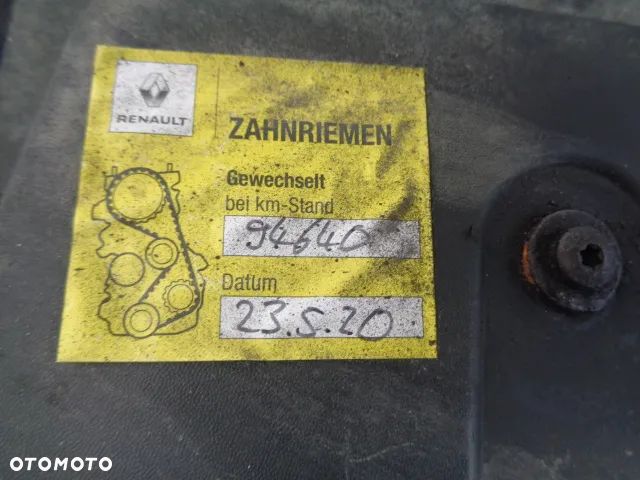 RENAULT
ZAHNRIEMEN
Gewechselt
bei km-Stand
94640
Datum
23.5.20
OTOMOTO